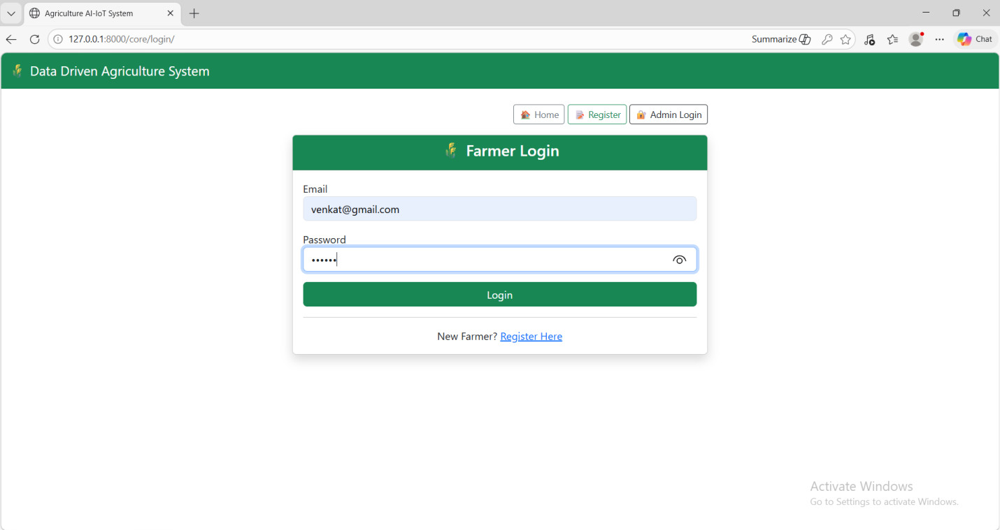 Agriculture AI-IoT System
127.0.0.1:8000/core/login/
Summarize
Chat
Data Driven Agriculture System
Home
Register
Admin Login
Farmer Login
Email
venkat@gmail.com
Password
••••••
Login
New Farmer? Register Here
Activate Windows
Go to Settings to activate Windows.